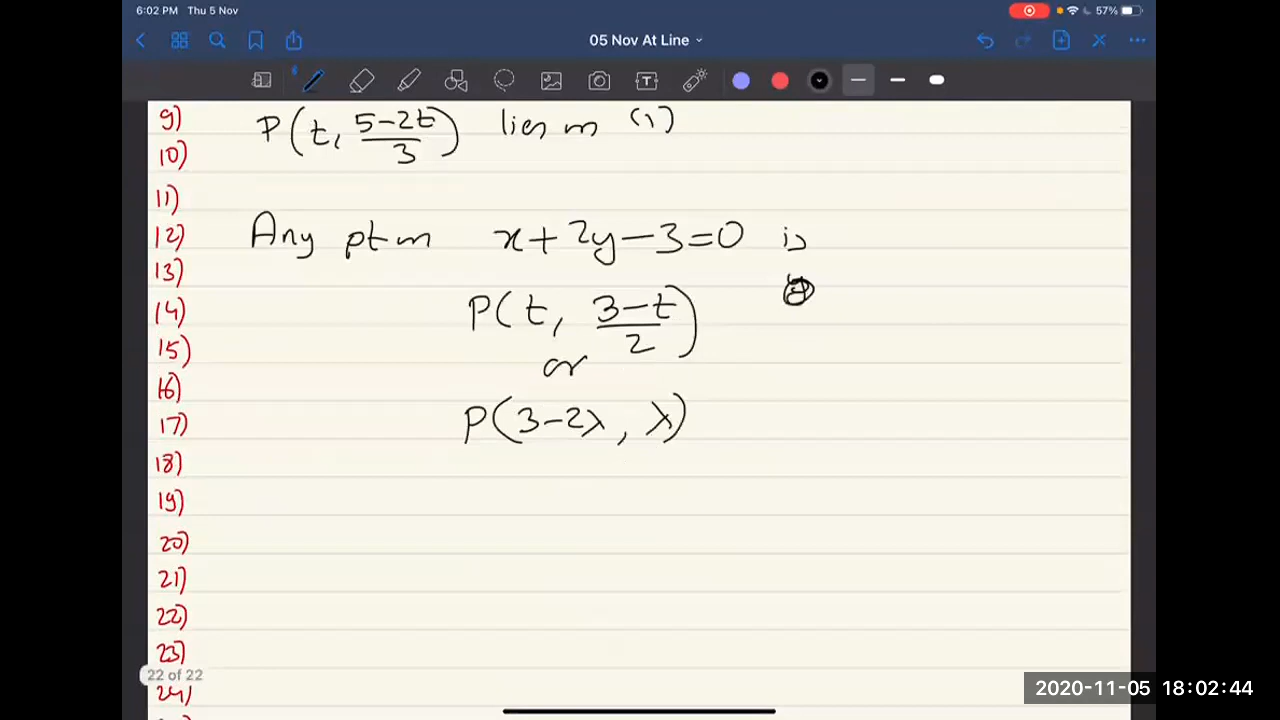 6:02 PM Thu 5 Nov
57%
05 Nov At Line
T
9) P(t, (5-2t)/3) lies on (1)
10)
11)
12) Any pt on x+2y-3=0 is
13)
14) P(t, (3-t)/2)
15)
or
16)
17) P(3-2λ, λ)
18)
19)
20)
21)
22)
23)
22 of 22
24)
2020-11-05 18:02:44